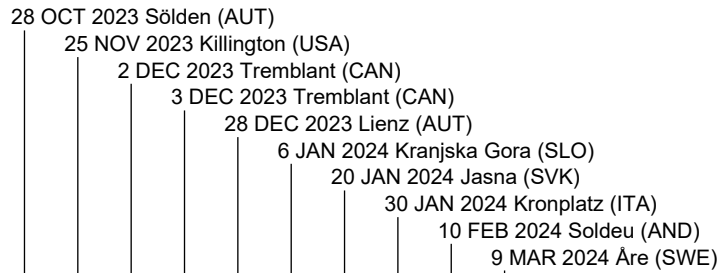 28 OCT 2023 Sölden (AUT)
25 NOV 2023 Killington (USA)
2 DEC 2023 Tremblant (CAN)
3 DEC 2023 Tremblant (CAN)
28 DEC 2023 Lienz (AUT)
6 JAN 2024 Kranjska Gora (SLO)
20 JAN 2024 Jasna (SVK)
30 JAN 2024 Kronplatz (ITA)
10 FEB 2024 Soldeu (AND)
9 MAR 2024 Åre (SWE)